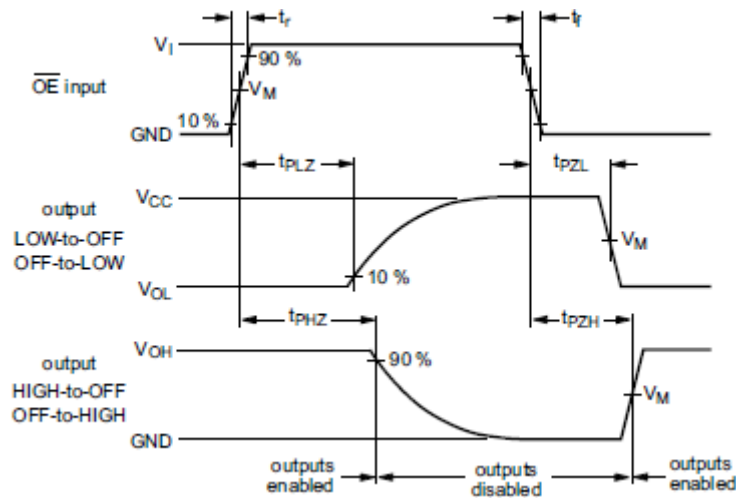 tr
tf
VI
90 %
OE input
VM
10 %
GND
tPLZ
tPZL
VCC
output
LOW-to-OFF
OFF-to-LOW
VM
10 %
VOL
tPHZ
tPZH
VOH
output
HIGH-to-OFF
OFF-to-HIGH
90 %
VM
GND
outputs
enabled
outputs
disabled
outputs
enabled